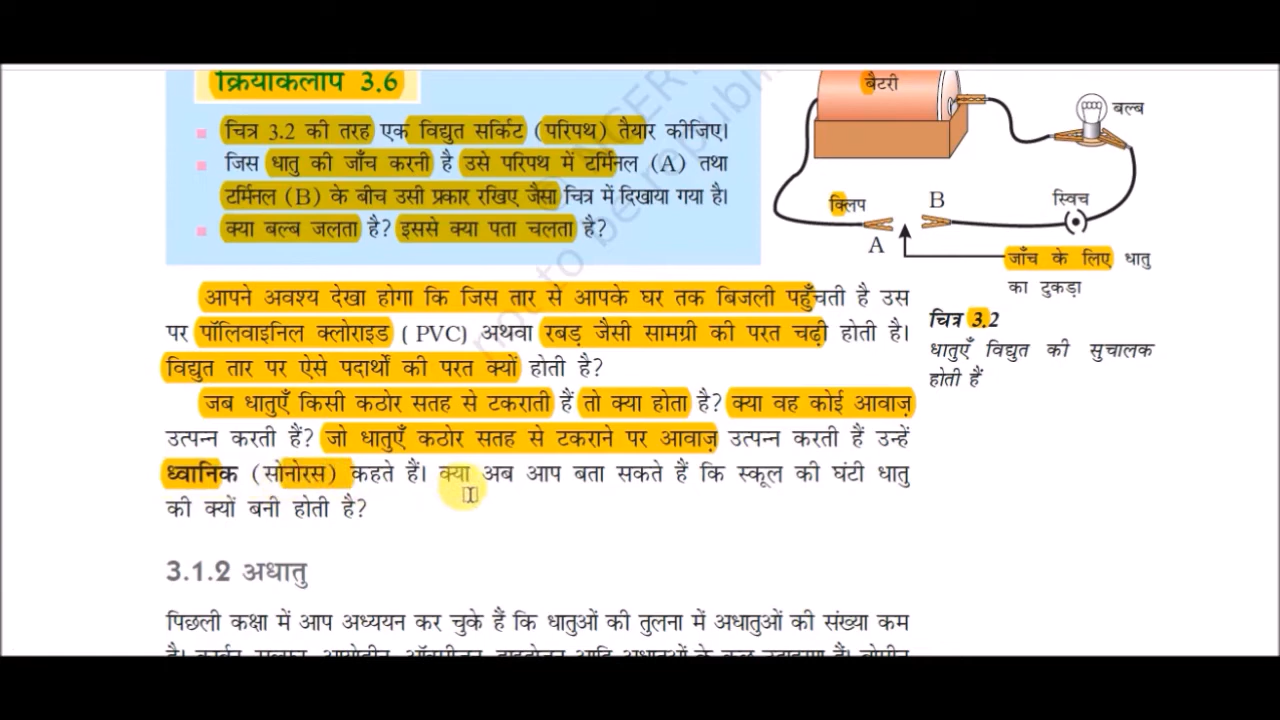 क्रियाकलाप 3.6
चित्र 3.2 की तरह एक विद्युत सर्किट (परिपथ) तैयार कीजिए।
जिस धातु की जाँच करनी है उसे परिपथ में टर्मिनल (A) तथा
टर्मिनल (B) के बीच उसी प्रकार रखिए जैसा चित्र में दिखाया गया है।
क्या बल्ब जलता है? इससे क्या पता चलता है?
बैटरी
बल्ब
क्लिप
B
स्विच
A
जाँच के लिए धातु
का टुकड़ा
चित्र 3.2
धातुएँ विद्युत की सुचालक
होती हैं
आपने अवश्य देखा होगा कि जिस तार से आपके घर तक बिजली पहुँचती है उस
पर पॉलिवाइनिल क्लोराइड (PVC) अथवा रबड़ जैसी सामग्री की परत चढ़ी होती है।
विद्युत तार पर ऐसे पदार्थों की परत क्यों होती है?
जब धातुएँ किसी कठोर सतह से टकराती हैं तो क्या होता है? क्या वह कोई आवाज़
उत्पन्न करती हैं? जो धातुएँ कठोर सतह से टकराने पर आवाज़ उत्पन्न करती हैं उन्हें
ध्वानिक (सोनोरस) कहते हैं। क्या अब आप बता सकते हैं कि स्कूल की घंटी धातु
की क्यों बनी होती है?
3.1.2 अधातु
पिछली कक्षा में आप अध्ययन कर चुके हैं कि धातुओं की तुलना में अधातुओं की संख्या कम
not to be republi